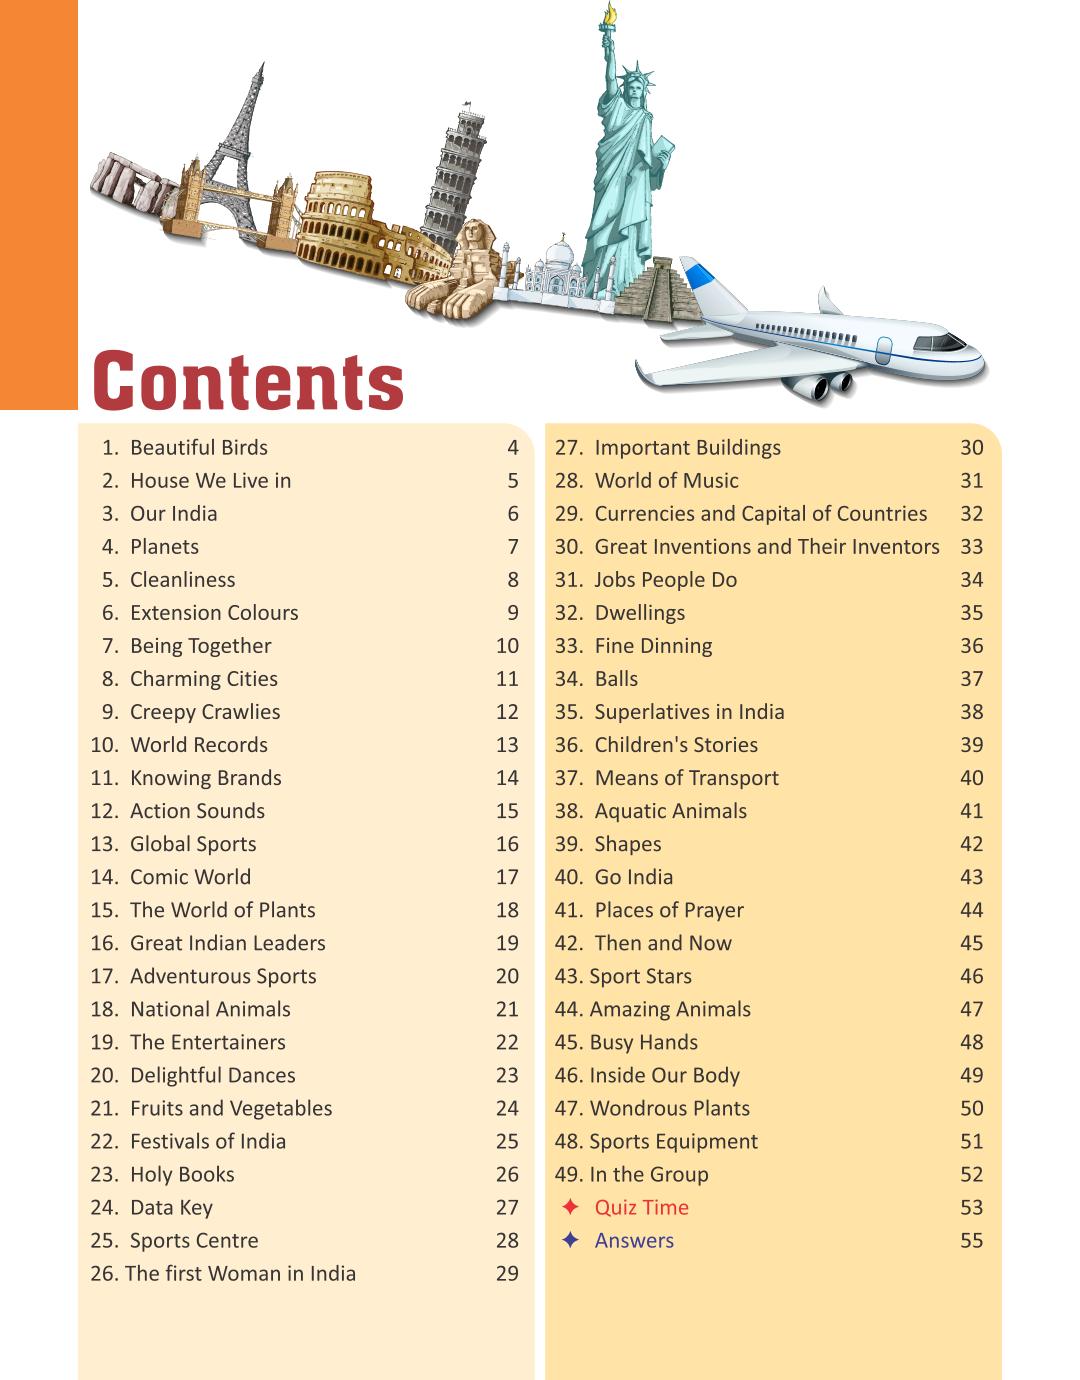 Contents
1. Beautiful Birds 4
2. House We Live in 5
3. Our India 6
4. Planets 7
5. Cleanliness 8
6. Extension Colours 9
7. Being Together 10
8. Charming Cities 11
9. Creepy Crawlies 12
10. World Records 13
11. Knowing Brands 14
12. Action Sounds 15
13. Global Sports 16
14. Comic World 17
15. The World of Plants 18
16. Great Indian Leaders 19
17. Adventurous Sports 20
18. National Animals 21
19. The Entertainers 22
20. Delightful Dances 23
21. Fruits and Vegetables 24
22. Festivals of India 25
23. Holy Books 26
24. Data Key 27
25. Sports Centre 28
26. The first Woman in India 29
27. Important Buildings 30
28. World of Music 31
29. Currencies and Capital of Countries 32
30. Great Inventions and Their Inventors 33
31. Jobs People Do 34
32. Dwellings 35
33. Fine Dinning 36
34. Balls 37
35. Superlatives in India 38
36. Children's Stories 39
37. Means of Transport 40
38. Aquatic Animals 41
39. Shapes 42
40. Go India 43
41. Places of Prayer 44
42. Then and Now 45
43. Sport Stars 46
44. Amazing Animals 47
45. Busy Hands 48
46. Inside Our Body 49
47. Wondrous Plants 50
48. Sports Equipment 51
49. In the Group 52
✦ Quiz Time 53
✦ Answers 55